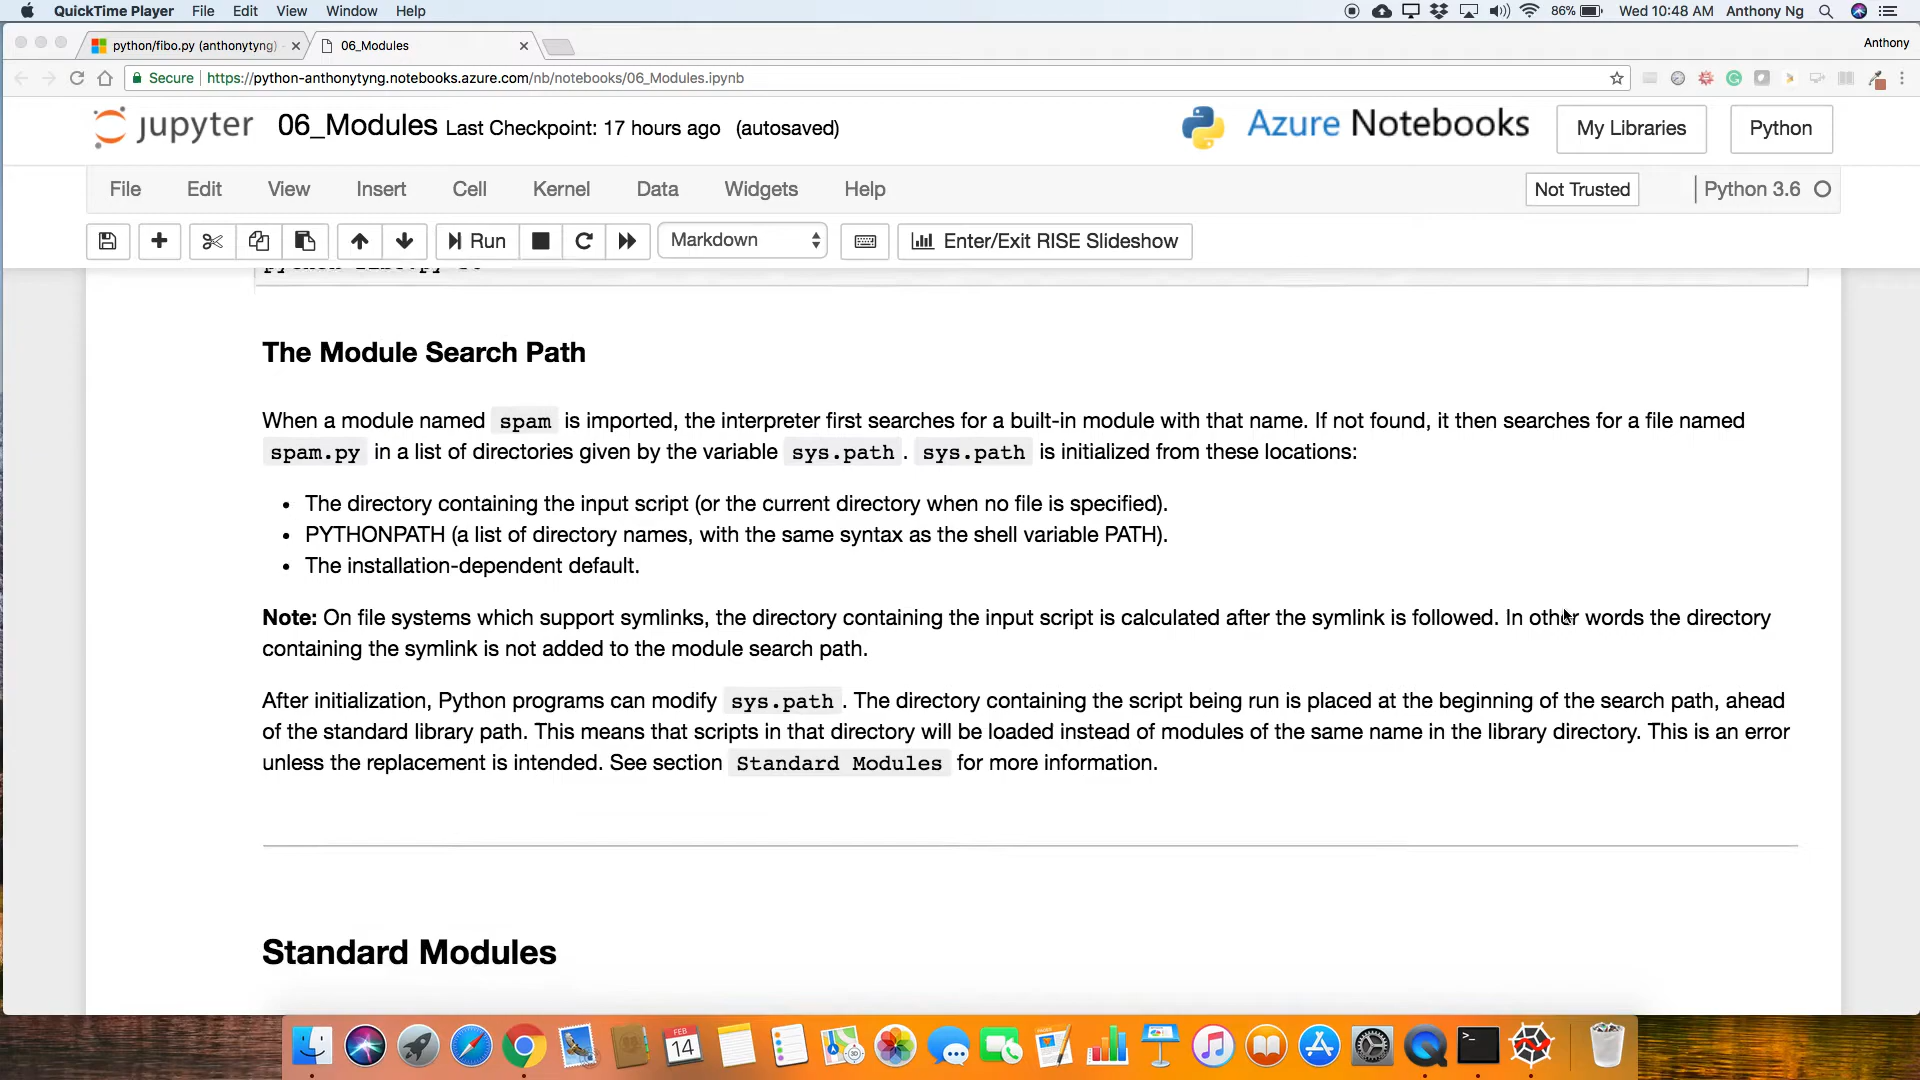 QuickTime Player File Edit View Window Help 86% Wed 10:48 AM Anthony Ng
python/fibo.py (anthonytyng) 06_Modules Anthony
Secure https://python-anthonytyng.notebooks.azure.com/nb/notebooks/06_Modules.ipynb
jupyter 06_Modules Last Checkpoint: 17 hours ago (autosaved) Azure Notebooks My Libraries Python
File Edit View Insert Cell Kernel Data Widgets Help Not Trusted Python 3.6
Run Markdown Enter/Exit RISE Slideshow
The Module Search Path
When a module named spam is imported, the interpreter first searches for a built-in module with that name. If not found, it then searches for a file named
spam.py in a list of directories given by the variable sys.path . sys.path is initialized from these locations:
• The directory containing the input script (or the current directory when no file is specified).
• PYTHONPATH (a list of directory names, with the same syntax as the shell variable PATH).
• The installation-dependent default.
Note: On file systems which support symlinks, the directory containing the input script is calculated after the symlink is followed. In other words the directory
containing the symlink is not added to the module search path.
After initialization, Python programs can modify sys.path . The directory containing the script being run is placed at the beginning of the search path, ahead
of the standard library path. This means that scripts in that directory will be loaded instead of modules of the same name in the library directory. This is an error
unless the replacement is intended. See section Standard Modules for more information.
Standard Modules
FEB
14